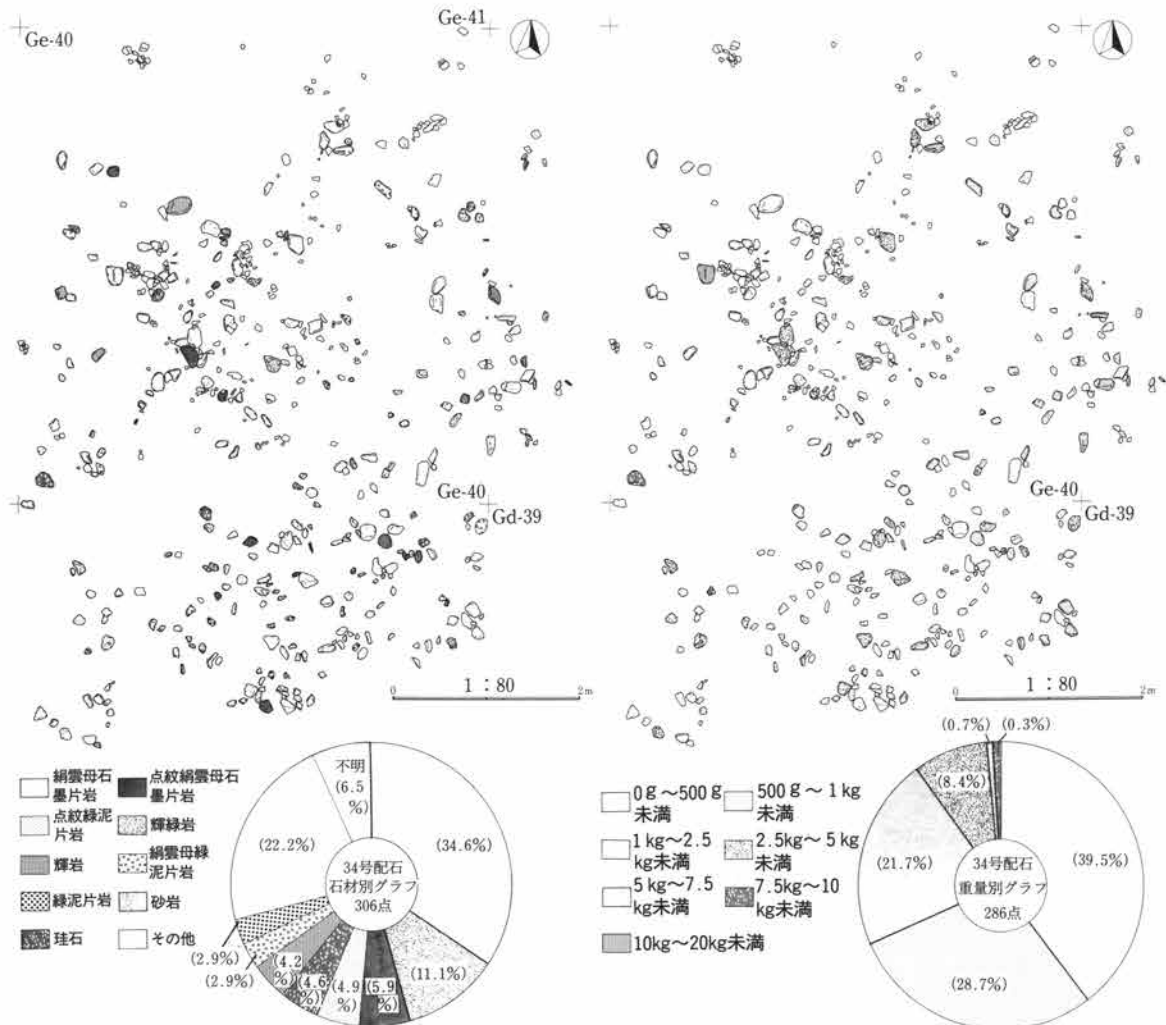 Ge-40
Ge-41
Ge-40
Gd-39
Ge-40
Gd-39
0
1：80
2m
0
1：80
2m
絹雲母石
墨片岩
点紋絹雲母石
墨片岩
点紋緑泥
片岩
輝緑岩
輝岩
絹雲母緑
泥片岩
緑泥片岩
砂岩
珪石
その他
不明
(6.5
%)
(34.6%)
(22.2%)
34号配石
石材別グラフ
306点
(2.9%)
(2.9%)
(4.2
%)
(4.6
%)
(4.9
%)
(5.9
%)
(11.1%)
0g～500g
未満
500g～1kg
未満
1kg～2.5
kg未満
2.5kg～5kg
未満
5kg～7.5
kg未満
7.5kg～10
kg未満
10kg～20kg未満
(0.7%)
(0.3%)
(8.4%)
(21.7%)
(39.5%)
34号配石
重量別グラフ
286点
(28.7%)